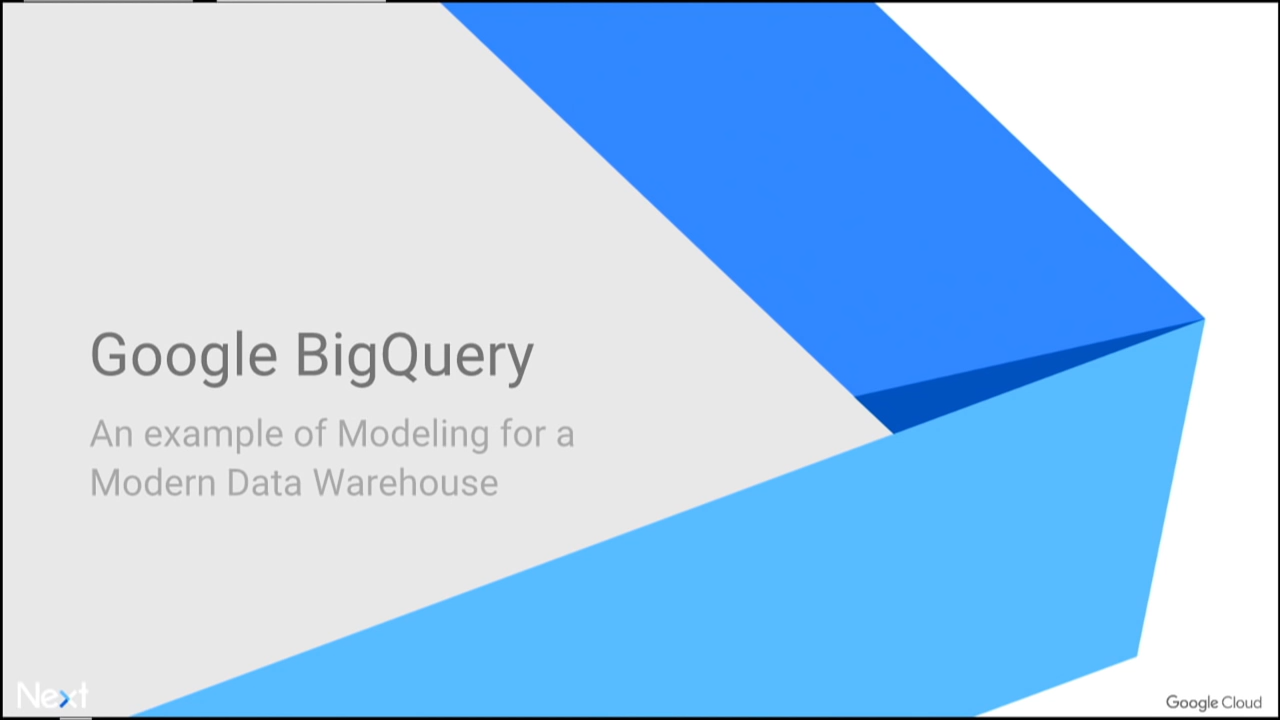 Google BigQuery
An example of Modeling for a
Modern Data Warehouse
Next
Google Cloud